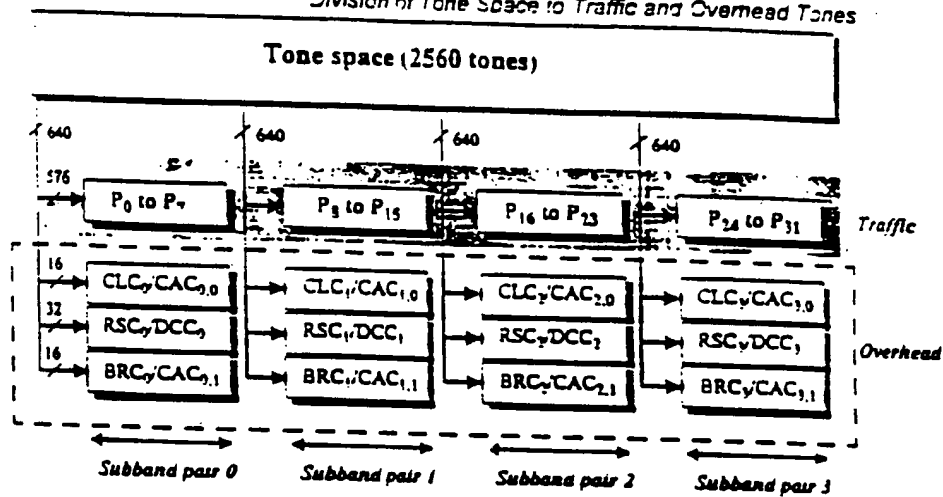 Division of Tone Space to Traffic and Overhead Tones
Tone space (2560 tones)
640 640 640 640
576
P0 to P7 P8 to P15 P16 to P23 P24 to P31 Traffic
16 CLC0/CAC0,0 CLC1/CAC1,0 CLC2/CAC2,0 CLC3/CAC3,0
32 RSC0/DCC0 RSC1/DCC1 RSC2/DCC2 RSC3/DCC3 Overhead
16 BRC0/CAC0,1 BRC1/CAC1,1 BRC2/CAC2,1 BRC3/CAC3,1
Subband pair 0 Subband pair 1 Subband pair 2 Subband pair 3